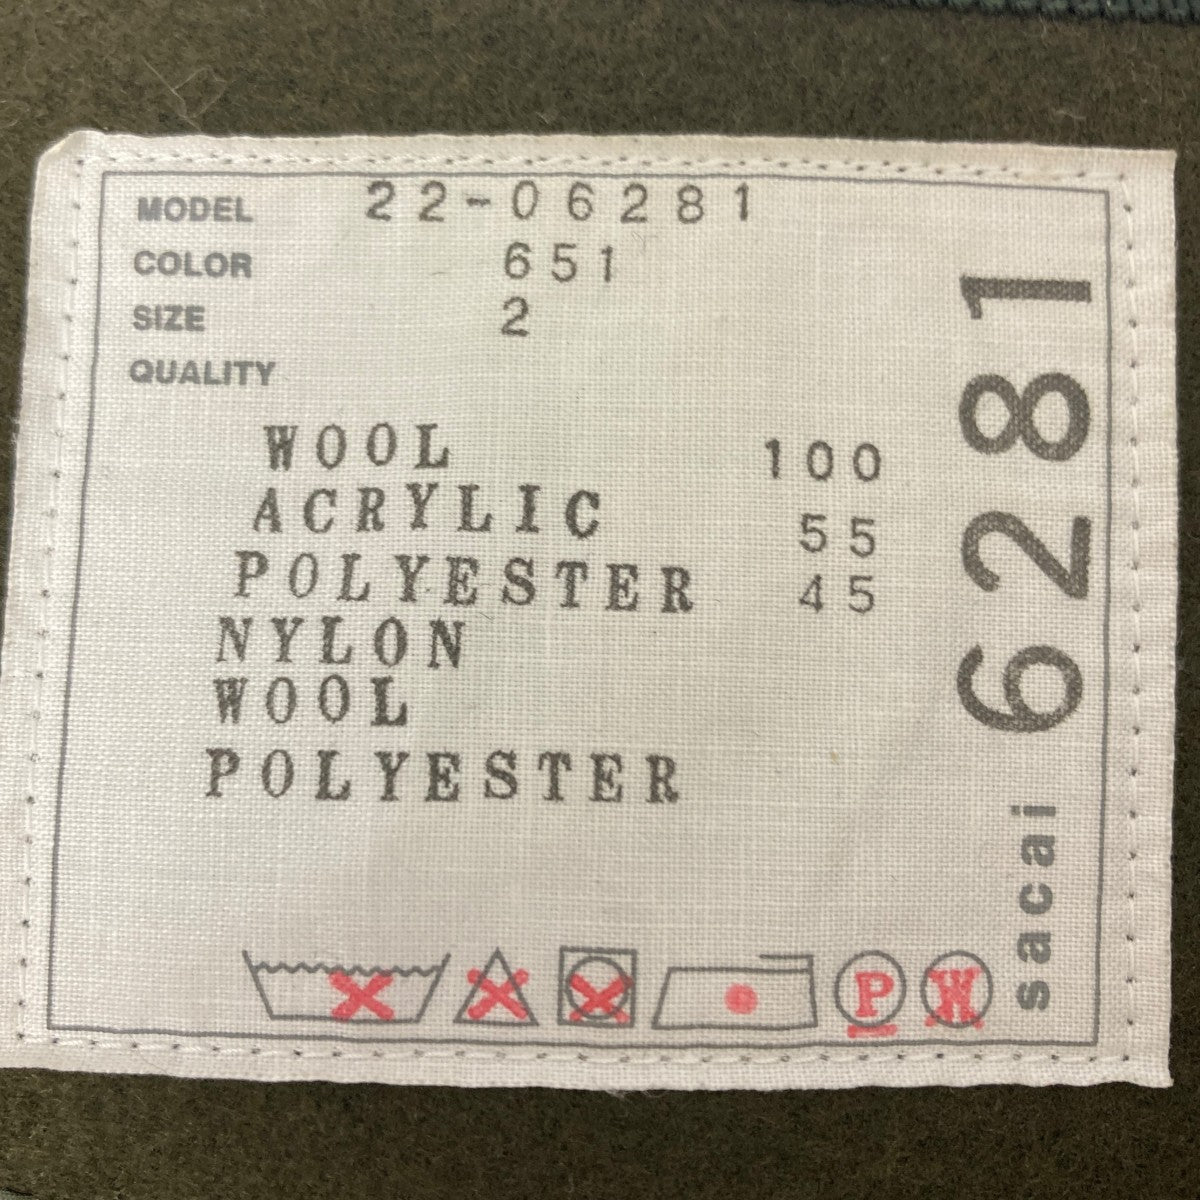 MODEL 22-06281
COLOR 651
SIZE 2
QUALITY
WOOL 100
ACRYLIC 55
POLYESTER 45
NYLON
WOOL
POLYESTER
P W
sacai 6281